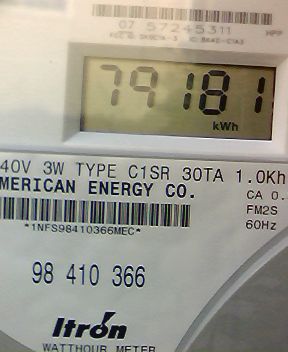 07 57245311
79181
kWh
40V 3W TYPE C1SR 30TA 1.0Kh
MERICAN ENERGY CO.
CA 0.
FM2S
60Hz
*1NFS98410366MEC*
98 410 366
Itron
WATTHOUR METER